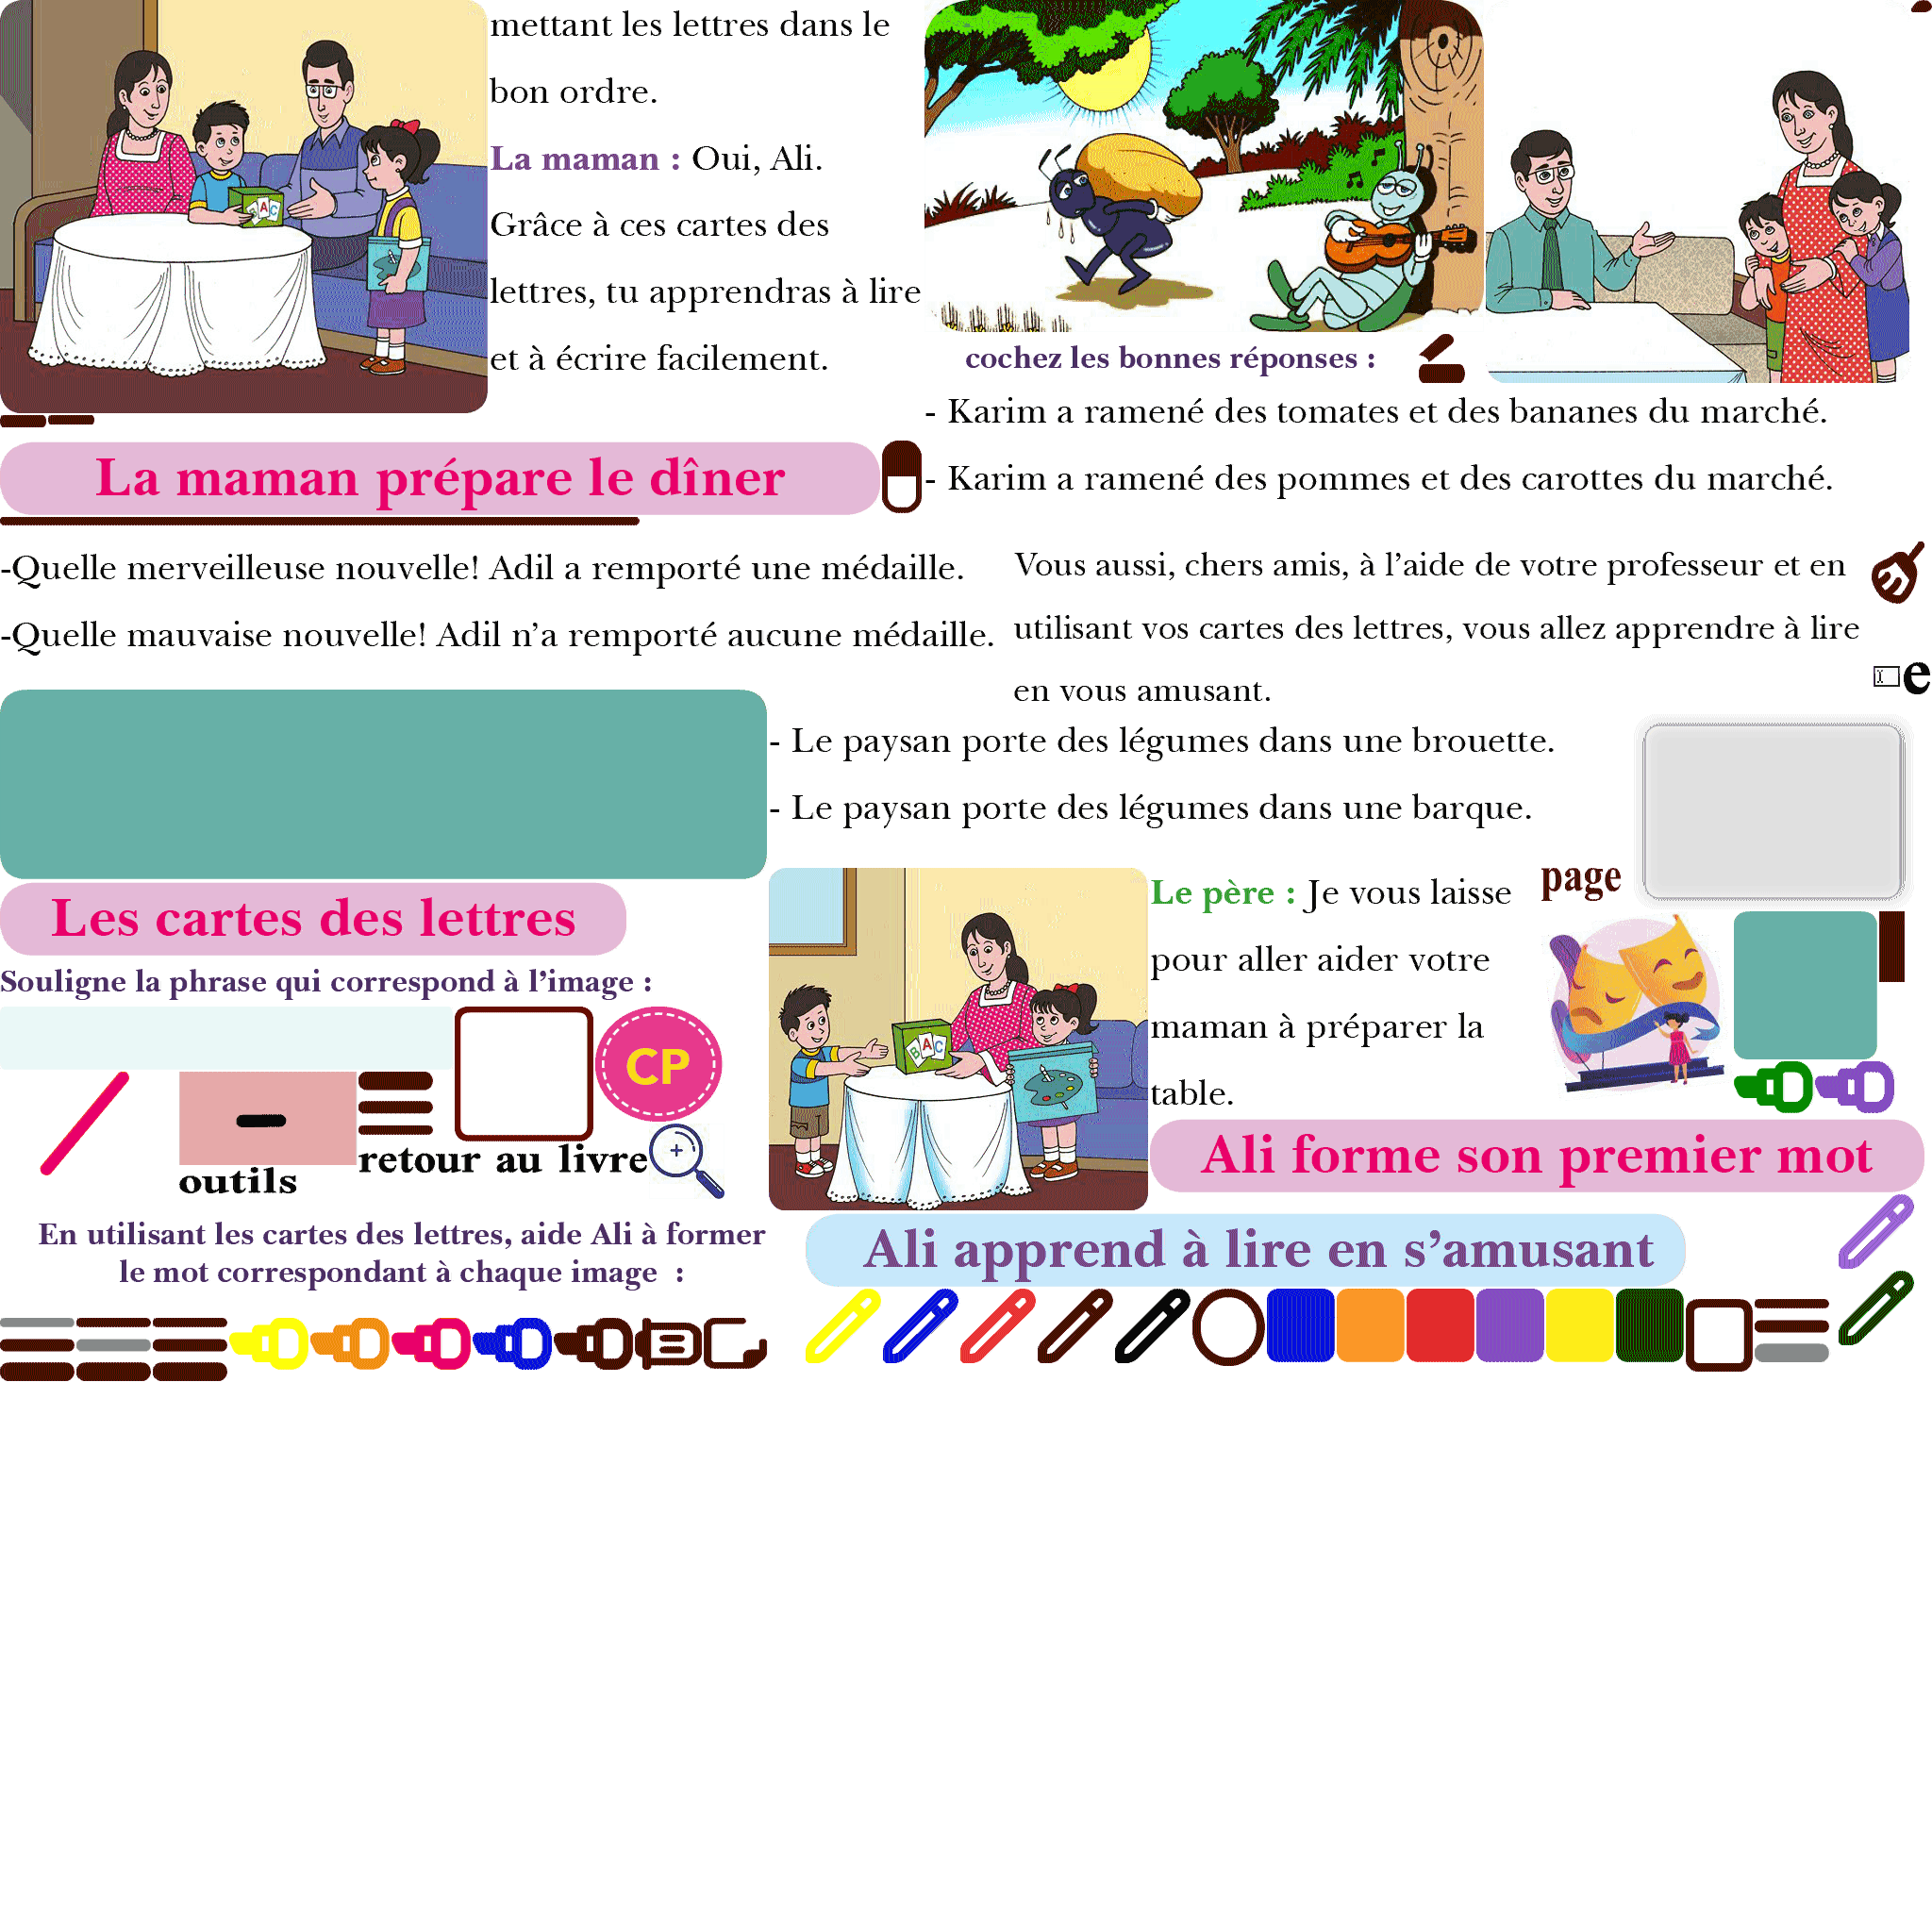 mettant les lettres dans le
bon ordre.
La maman : Oui, Ali.
Grâce à ces cartes des
lettres, tu apprendras à lire
et à écrire facilement.
cochez les bonnes réponses :
- Karim a ramené des tomates et des bananes du marché.
- Karim a ramené des pommes et des carottes du marché.
La maman prépare le dîner
-Quelle merveilleuse nouvelle! Adil a remporté une médaille.
-Quelle mauvaise nouvelle! Adil n’a remporté aucune médaille.
Vous aussi, chers amis, à l’aide de votre professeur et en
utilisant vos cartes des lettres, vous allez apprendre à lire
en vous amusant.
e
- Le paysan porte des légumes dans une brouette.
- Le paysan porte des légumes dans une barque.
Les cartes des lettres
Souligne la phrase qui correspond à l’image :
CP
outils
retour au livre
BAC
Le père : Je vous laisse
pour aller aider votre
maman à préparer la
table.
page
Ali forme son premier mot
En utilisant les cartes des lettres, aide Ali à former
le mot correspondant à chaque image :
Ali apprend à lire en s’amusant